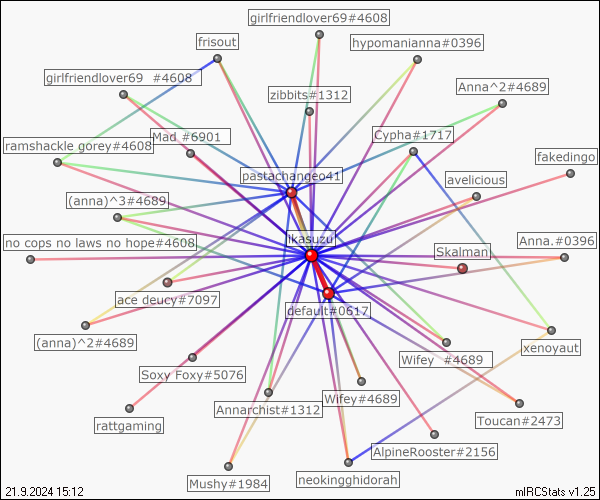 girlfriendlover69#4608
frisout
hypomanianna#0396
girlfriendlover69 #4608
Anna^2#4689
zibbits#1312
Mad #6901
Cypha#1717
ramshackle gorey#4608
fakedingo
pastachangeo41
avelicious
(anna)^3#4689
ikasuzu
no cops no laws no hope#4608
Anna.#0396
Skalman
ace deucy#7097
default#0617
(anna)^2#4689
xenoyaut
Wifey #4689
Soxy Foxy#5076
Wifey#4689
Annarchist#1312
Toucan#2473
rattgaming
AlpineRooster#2156
neokingghidorah
Mushy#1984
21.9.2024 15:12
mIRCStats v1.25